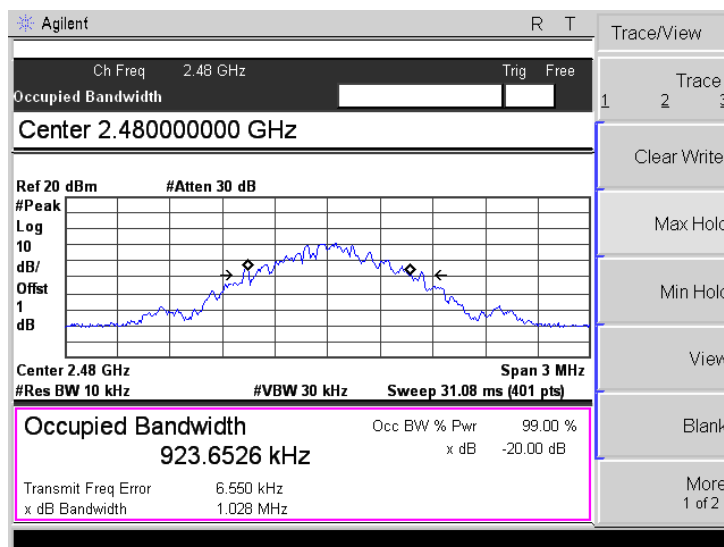 Agilent R T
Ch Freq 2.48 GHz Trig Free
Occupied Bandwidth
Center 2.480000000 GHz
Ref 20 dBm #Atten 30 dB
#Peak
Log
10
dB/
Offst
1
dB
Center 2.48 GHz Span 3 MHz
#Res BW 10 kHz #VBW 30 kHz Sweep 31.08 ms (401 pts)
Occupied Bandwidth Occ BW % Pwr 99.00 %
923.6526 kHz x dB -20.00 dB
Transmit Freq Error 6.550 kHz
x dB Bandwidth 1.028 MHz
Trace/View
Trace
1 2 3
Clear Write
Max Hold
Min Hold
View
Blank
More
1 of 2